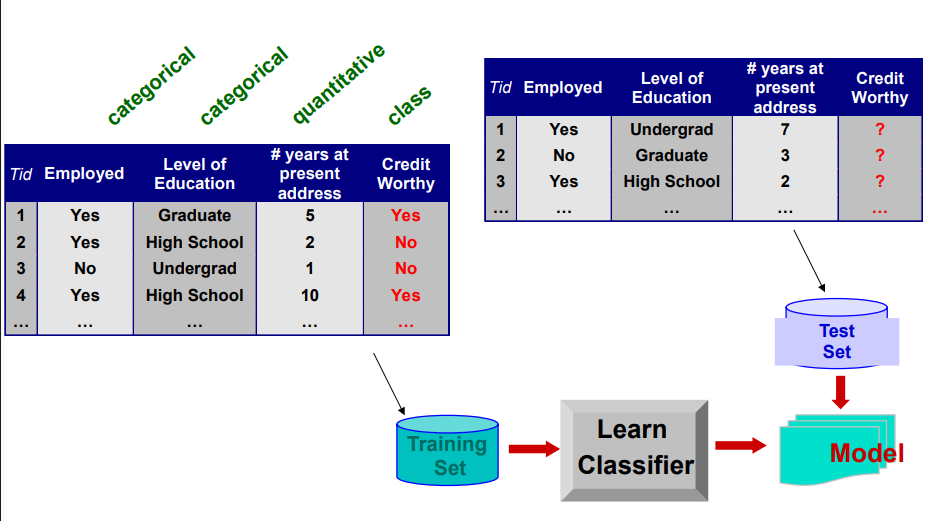 categorical
categorical
quantitative
class
Tid Employed Level of Education # years at present address Credit Worthy
1 Yes Graduate 5 Yes
2 Yes High School 2 No
3 No Undergrad 1 No
4 Yes High School 10 Yes
… … … … …
Tid Employed Level of Education # years at present address Credit Worthy
1 Yes Undergrad 7 ?
2 No Graduate 3 ?
3 Yes High School 2 ?
… … … … …
Test
Set
Training
Set
Learn
Classifier
Model